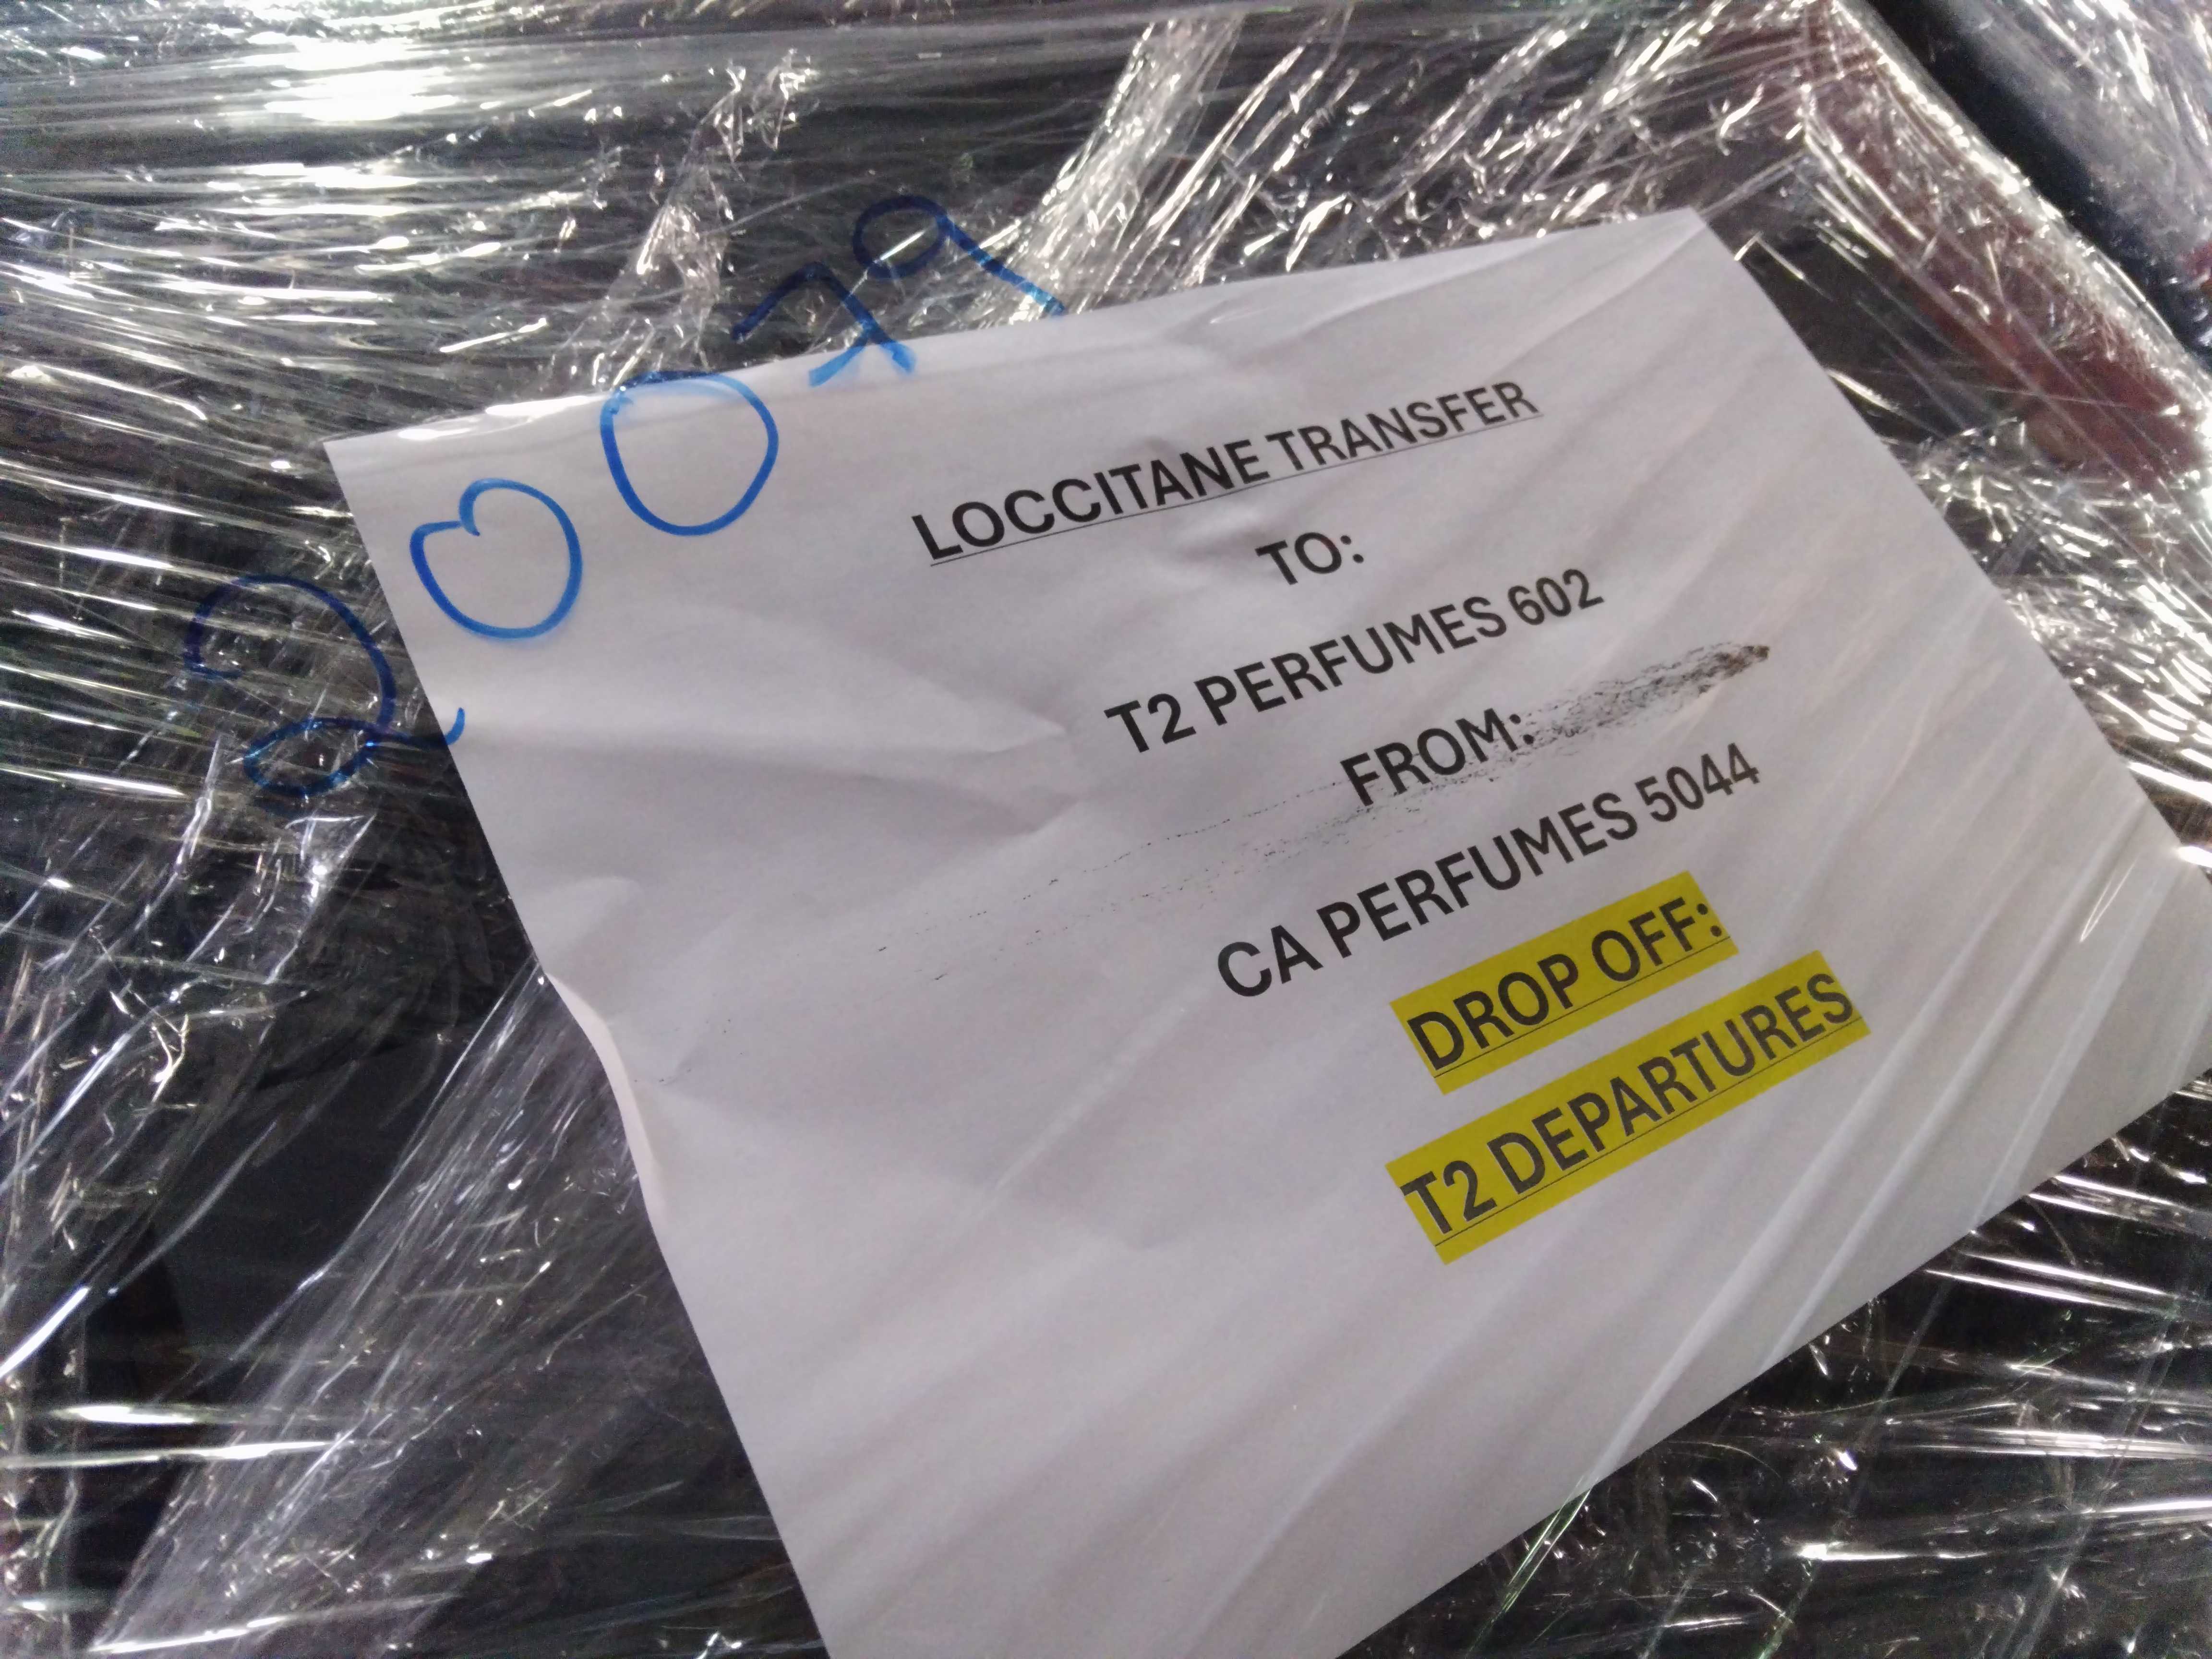 20079
LOCCITANE TRANSFER
TO:
T2 PERFUMES 602
FROM:
CA PERFUMES 5044
DROP OFF:
T2 DEPARTURES